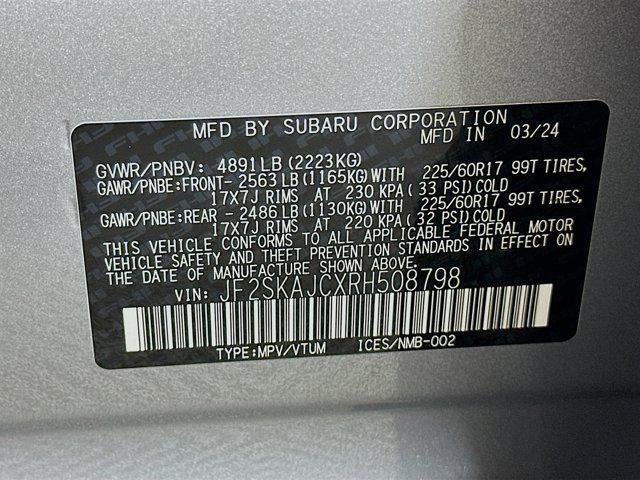 MFD BY SUBARU CORPORATION
MFD IN 03/24
GVWR/PNBV: 4891LB(2223KG)
GAWR/PNBE:FRONT- 2563LB(1165KG)WITH 225/60R17 99T TIRES,
17X7J RIMS AT 230 KPA( 33 PSI)COLD
GAWR/PNBE:REAR - 2486LB(1130KG)WITH 225/60R17 99T TIRES,
17X7J RIMS AT 220 KPA( 32 PSI)COLD
THIS VEHICLE CONFORMS TO ALL APPLICABLE FEDERAL MOTOR
VEHICLE SAFETY AND THEFT PREVENTION STANDARDS IN EFFECT ON
THE DATE OF MANUFACTURE SHOWN ABOVE.
VIN: JF2SKAJCXRH508798
TYPE:MPV/VTUM ICES/NMB-002